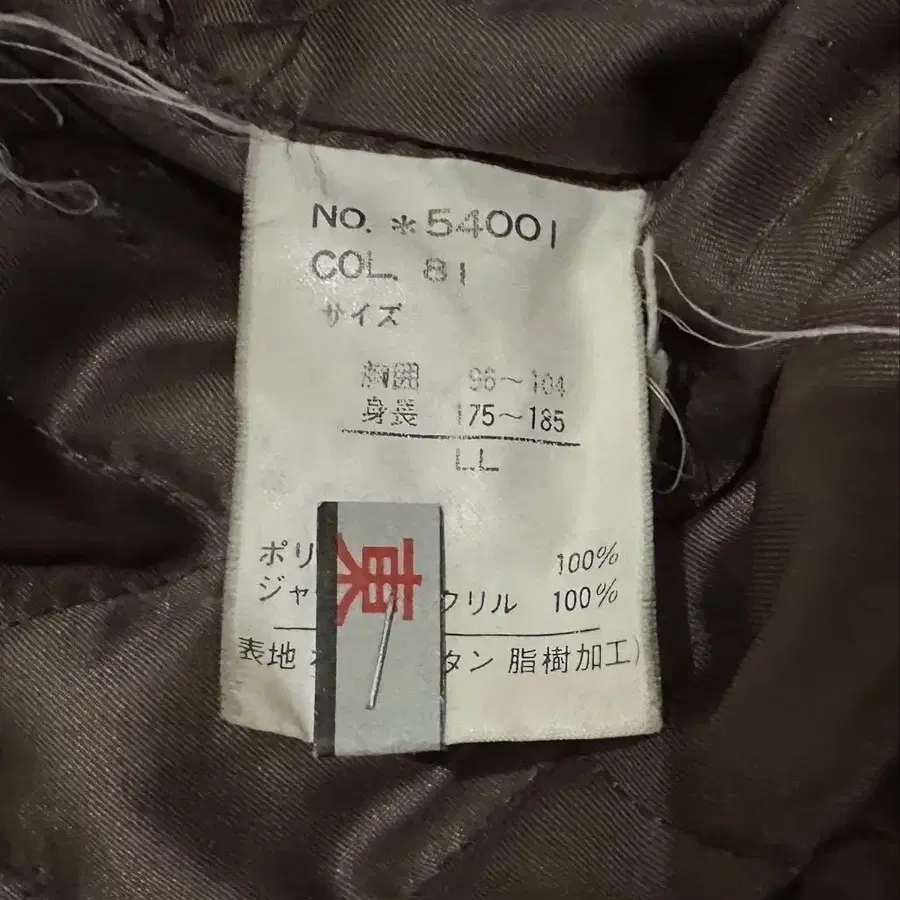 NO. *54001
COL. 81
サイズ
胸囲 96～104
身長 175～185
LL
ポリ 100%
ジャ クリル 100%
表地 タン 脂樹加工)
東